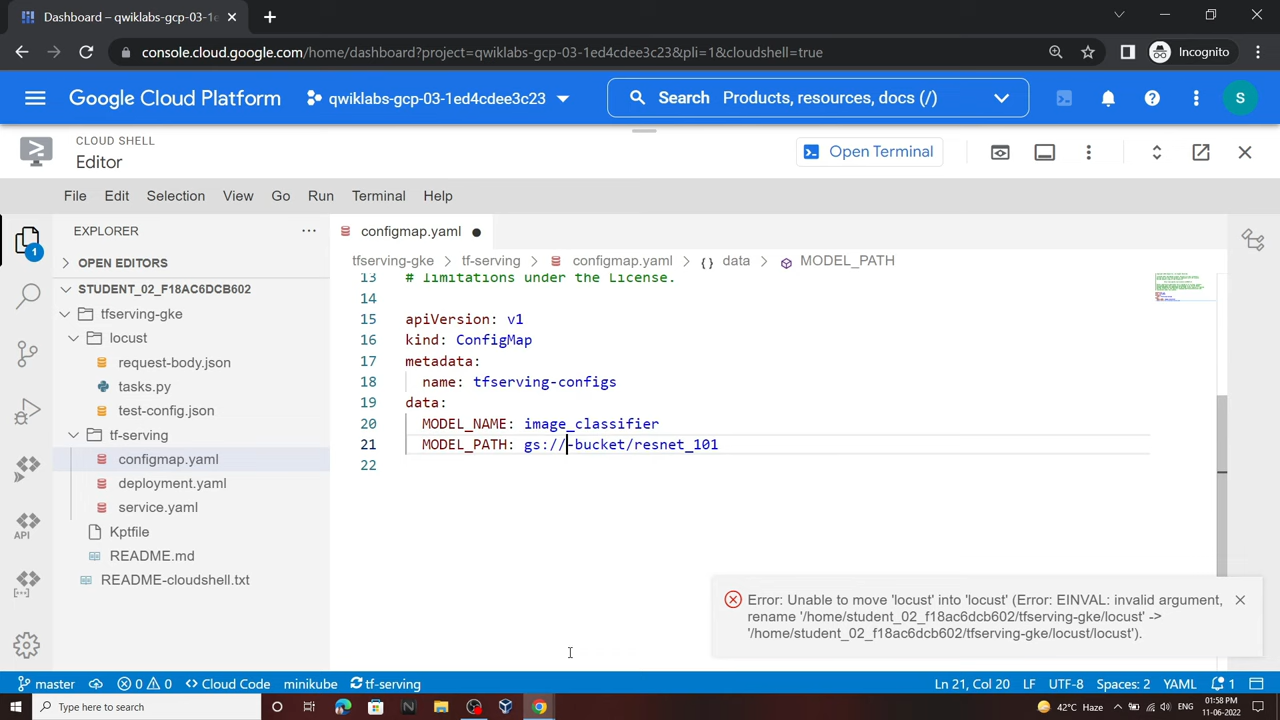 Dashboard – qwiklabs-gcp-03-1e
console.cloud.google.com/home/dashboard?project=qwiklabs-gcp-03-1ed4cdee3c23&pli=1&cloudshell=true
Incognito
Google Cloud Platform
qwiklabs-gcp-03-1ed4cdee3c23
Search Products, resources, docs (/)
S
CLOUD SHELL
Editor
Open Terminal
File Edit Selection View Go Run Terminal Help
EXPLORER
configmap.yaml
1
OPEN EDITORS
tfserving-gke > tf-serving > configmap.yaml > {} data > MODEL_PATH
STUDENT_02_F18AC6DCB602
tfserving-gke
locust
request-body.json
tasks.py
test-config.json
tf-serving
configmap.yaml
deployment.yaml
service.yaml
API
Kptfile
README.md
README-cloudshell.txt
13 # limitations under the License.
14
15 apiVersion: v1
16 kind: ConfigMap
17 metadata:
18 name: tfserving-configs
19 data:
20 MODEL_NAME: image_classifier
21 MODEL_PATH: gs://-bucket/resnet_101
22
Error: Unable to move 'locust' into 'locust' (Error: EINVAL: invalid argument,
rename '/home/student_02_f18ac6dcb602/tfserving-gke/locust' ->
'/home/student_02_f18ac6dcb602/tfserving-gke/locust/locust').
master 0 0 Cloud Code minikube tf-serving Ln 21, Col 20 LF UTF-8 Spaces: 2 YAML 1
Type here to search
42°C Haze
01:58 PM
11-06-2022